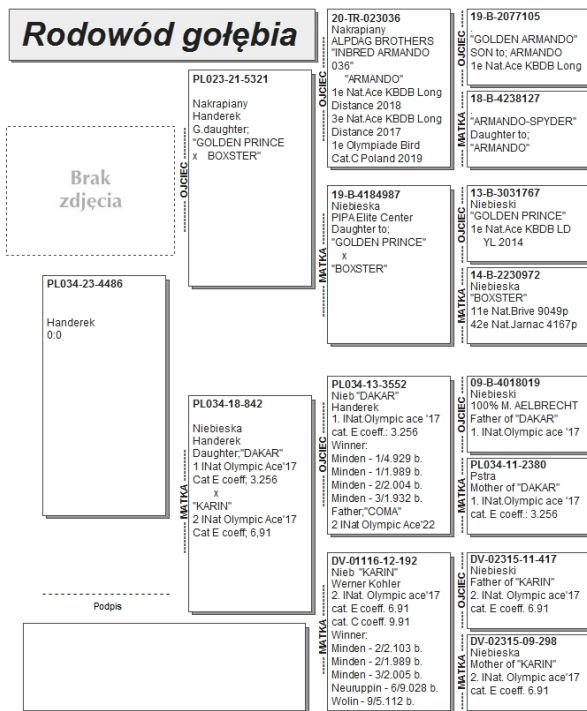 Rodowód gołębia
Brak
zdjęcia
PL034-23-4486
Handerek
0:0
Podpis
OJCIEC
PL023-21-5321
Nakrapiany
Handerek
G.daughter;
"GOLDEN PRINCE
x BOXSTER"
MATKA
PL034-18-842
Niebieska
Handerek
Daughter;"DAKAR"
1 INat Olympic Ace'17
Cat E coeff; 3.256
x
"KARIN"
2 INat Olympic Ace'17
Cat E coeff; 6,91
OJCIEC
20-TR-023036
Nakrapiany
ALPDAG BROTHERS
"INBRED ARMANDO
036"
"ARMANDO"
1e Nat.Ace KBDB Long
Distance 2018
3e Nat.Ace KBDB Long
Distance 2017
1e Olympiade Bird
Cat.C Poland 2019
MATKA
19-B-4184987
Niebieska
PIPA Elite Center
Daughter to;
"GOLDEN PRINCE"
x
"BOXSTER"
OJCIEC
PL034-13-3552
Nieb "DAKAR"
Handerek
1. INat.Olympic ace '17
cat. E coeff.: 3.256
Winner:
Minden - 1/4.929 b.
Minden - 1/1.989 b.
Minden - 2/2.004 b.
Minden - 3/1.932 b.
Father;"COMA"
2 INat Olympic Ace'22
MATKA
DV-01116-12-192
Nieb "KARIN"
Werner Kohler
2. INat. Olympic ace'17
cat. E coeff. 6.91
cat. C coeff. 9.91
Winner:
Minden - 2/2.103 b.
Minden - 2/1.989 b.
Minden - 3/2.005 b.
Neuruppin - 6/9.028 b.
Wolin - 9/5.112 b.
OJCIEC
19-B-2077105
.
"GOLDEN ARMANDO"
SON to; ARMANDO
1e Nat.Ace KBDB Long
MATKA
18-B-4238127
.
"ARMANDO-SPYDER"
Daughter to;
"ARMANDO"
OJCIEC
13-B-3031767
Niebieski
"GOLDEN PRINCE"
1e Nat.Ace KBDB LD
YL 2014
MATKA
14-B-2230972
Niebieska
"BOXSTER"
11e Nat.Brive 9049p
42e Nat.Jarnac 4167p
OJCIEC
09-B-4018019
Niebieski
100% M. AELBRECHT
Father of "DAKAR"
1. INat.Olympic ace '17
MATKA
PL034-11-2380
Pstra
Mother of "DAKAR"
1. INat.Olympic ace '17
cat. E coeff.: 3.256
OJCIEC
DV-02315-11-417
Niebieski
Father of "KARIN"
2. INat. Olympic ace'17
cat. E coeff. 6.91
MATKA
DV-02315-09-298
Niebieska
Mother of "KARIN"
2. INat. Olympic ace'17
cat. E coeff. 6.91